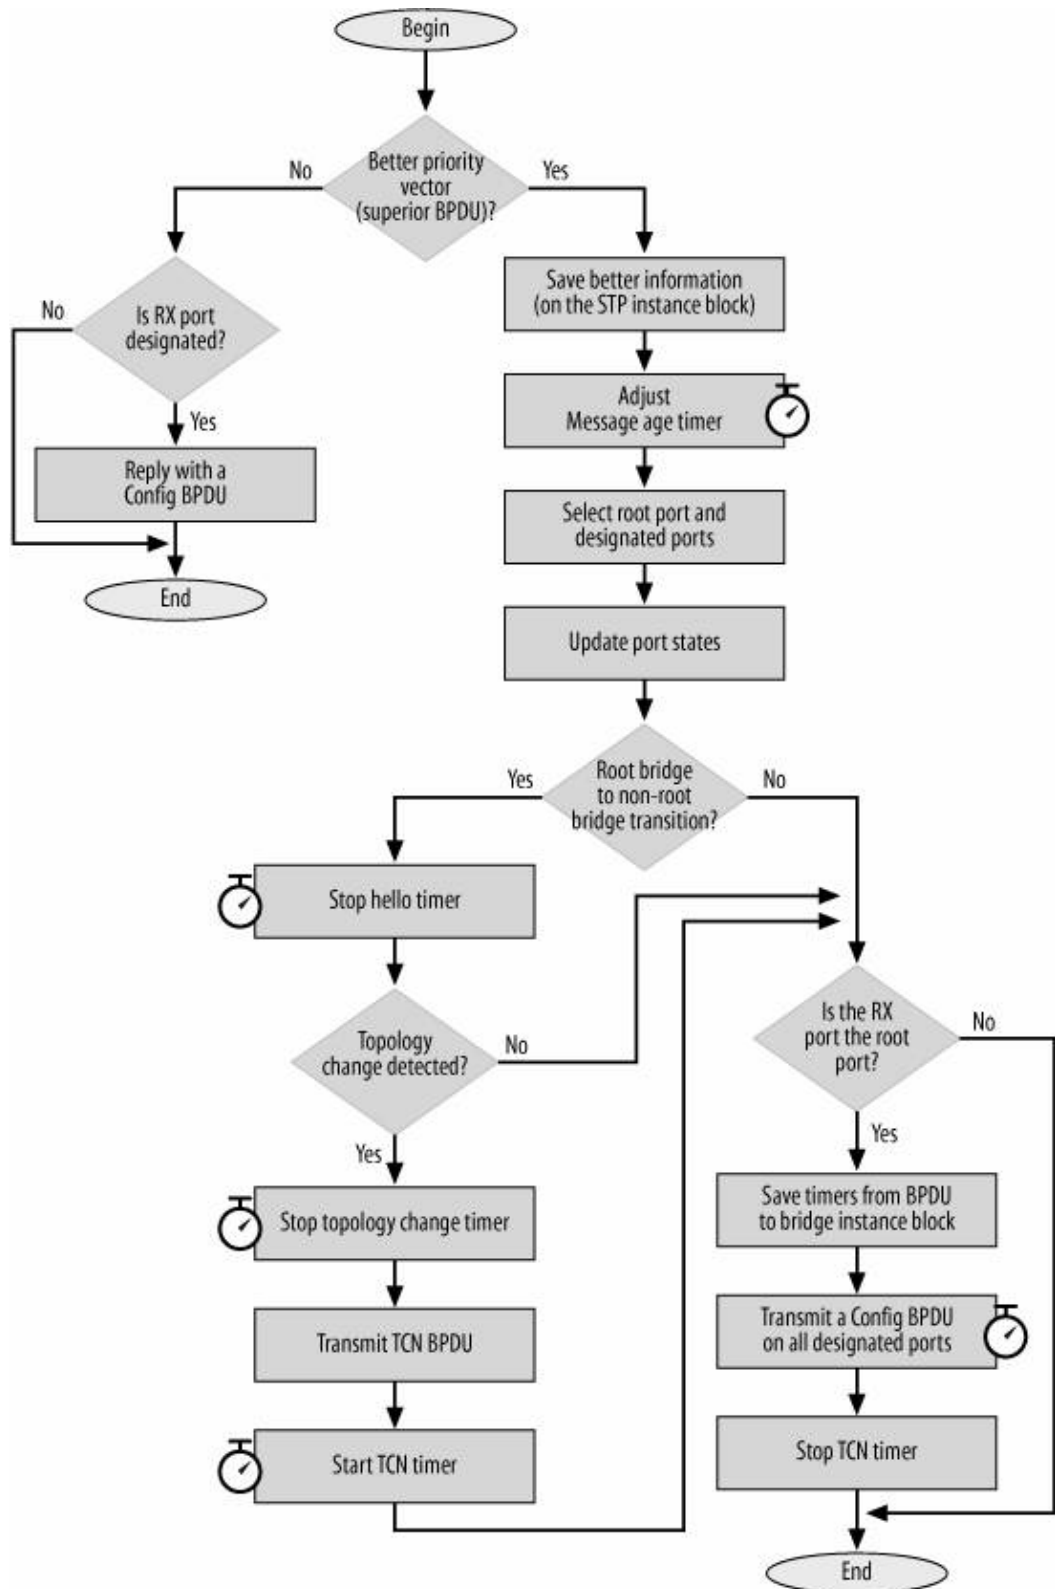 Begin
Better priority
vector
(superior BPDU)?
No
Yes
Is RX port
designated?
No
Yes
Reply with a
Config BPDU
End
Save better information
(on the STP instance block)
Adjust
Message age timer
Select root port and
designated ports
Update port states
Root bridge
to non-root
bridge transition?
Yes
No
Stop hello timer
Topology
change detected?
No
Yes
Stop topology change timer
Transmit TCN BPDU
Start TCN timer
Is the RX
port the root
port?
No
Yes
Save timers from BPDU
to bridge instance block
Transmit a Config BPDU
on all designated ports
Stop TCN timer
End